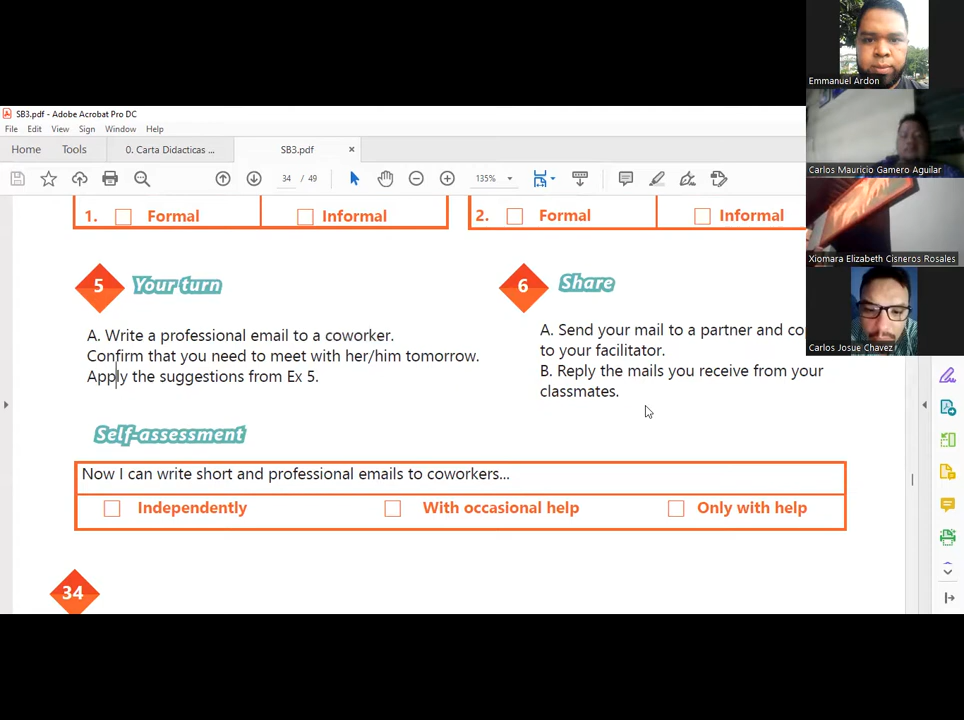 SB3.pdf - Adobe Acrobat Pro DC
File Edit View Sign Window Help
Home Tools 0. Carta Didacticas ... SB3.pdf ×
34 / 49 135%
1. Formal Informal
2. Formal Informal
5 Your turn
A. Write a professional email to a coworker.
Confirm that you need to meet with her/him tomorrow.
Apply the suggestions from Ex 5.
6 Share
A. Send your mail to a partner and
to your facilitator.
B. Reply the mails you receive from your
classmates.
Self-assessment
Now I can write short and professional emails to coworkers...
Independently With occasional help Only with help
34
Emmanuel Ardon
Carlos Mauricio Gamero Aguilar
Xiomara Elizabeth Cisneros Rosales
Carlos Josue Chavez